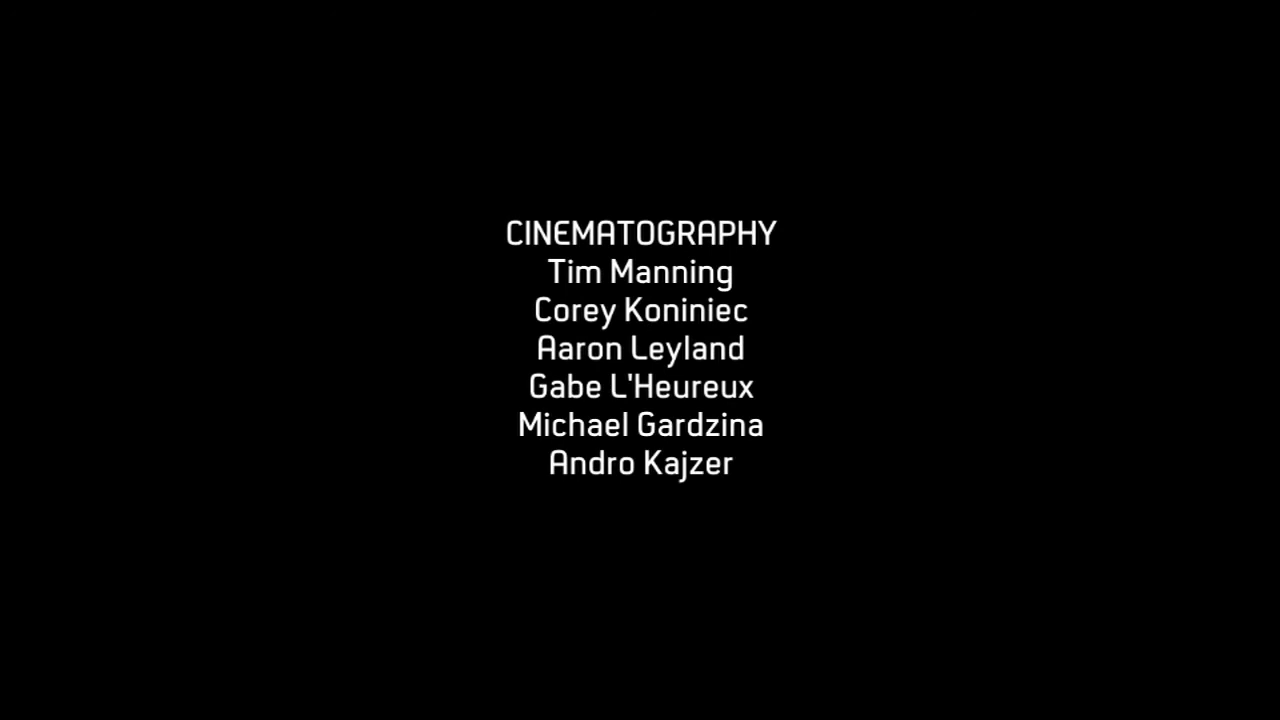 CINEMATOGRAPHY
Tim Manning
Corey Koniniec
Aaron Leyland
Gabe L'Heureux
Michael Gardzina
Andro Kajzer